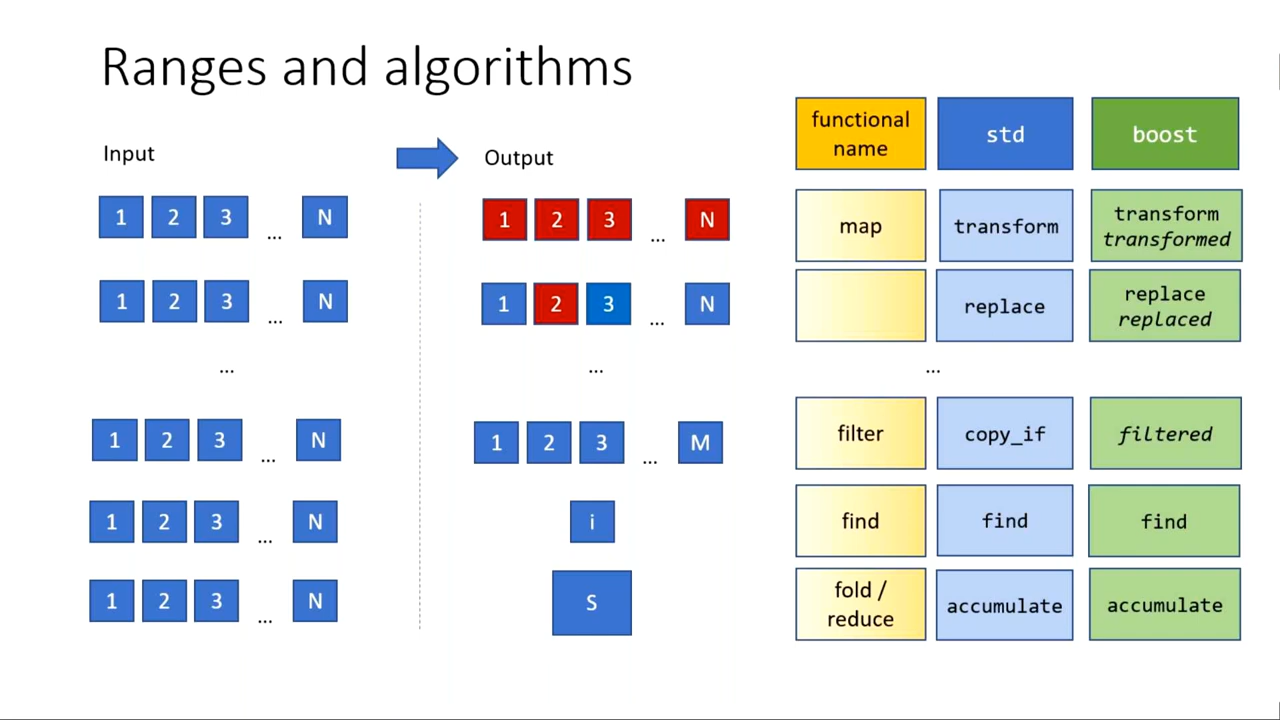 Ranges and algorithms
Input
Output
functional
name
std
boost
1 2 3 ... N
1 2 3 ... N
map
transform
transform
transformed
1 2 3 ... N
1 2 3 ... N
replace
replace
replaced
...
...
...
1 2 3 ... N
1 2 3 ... M
filter
copy_if
filtered
1 2 3 ... N
i
find
find
find
1 2 3 ... N
S
fold /
reduce
accumulate
accumulate